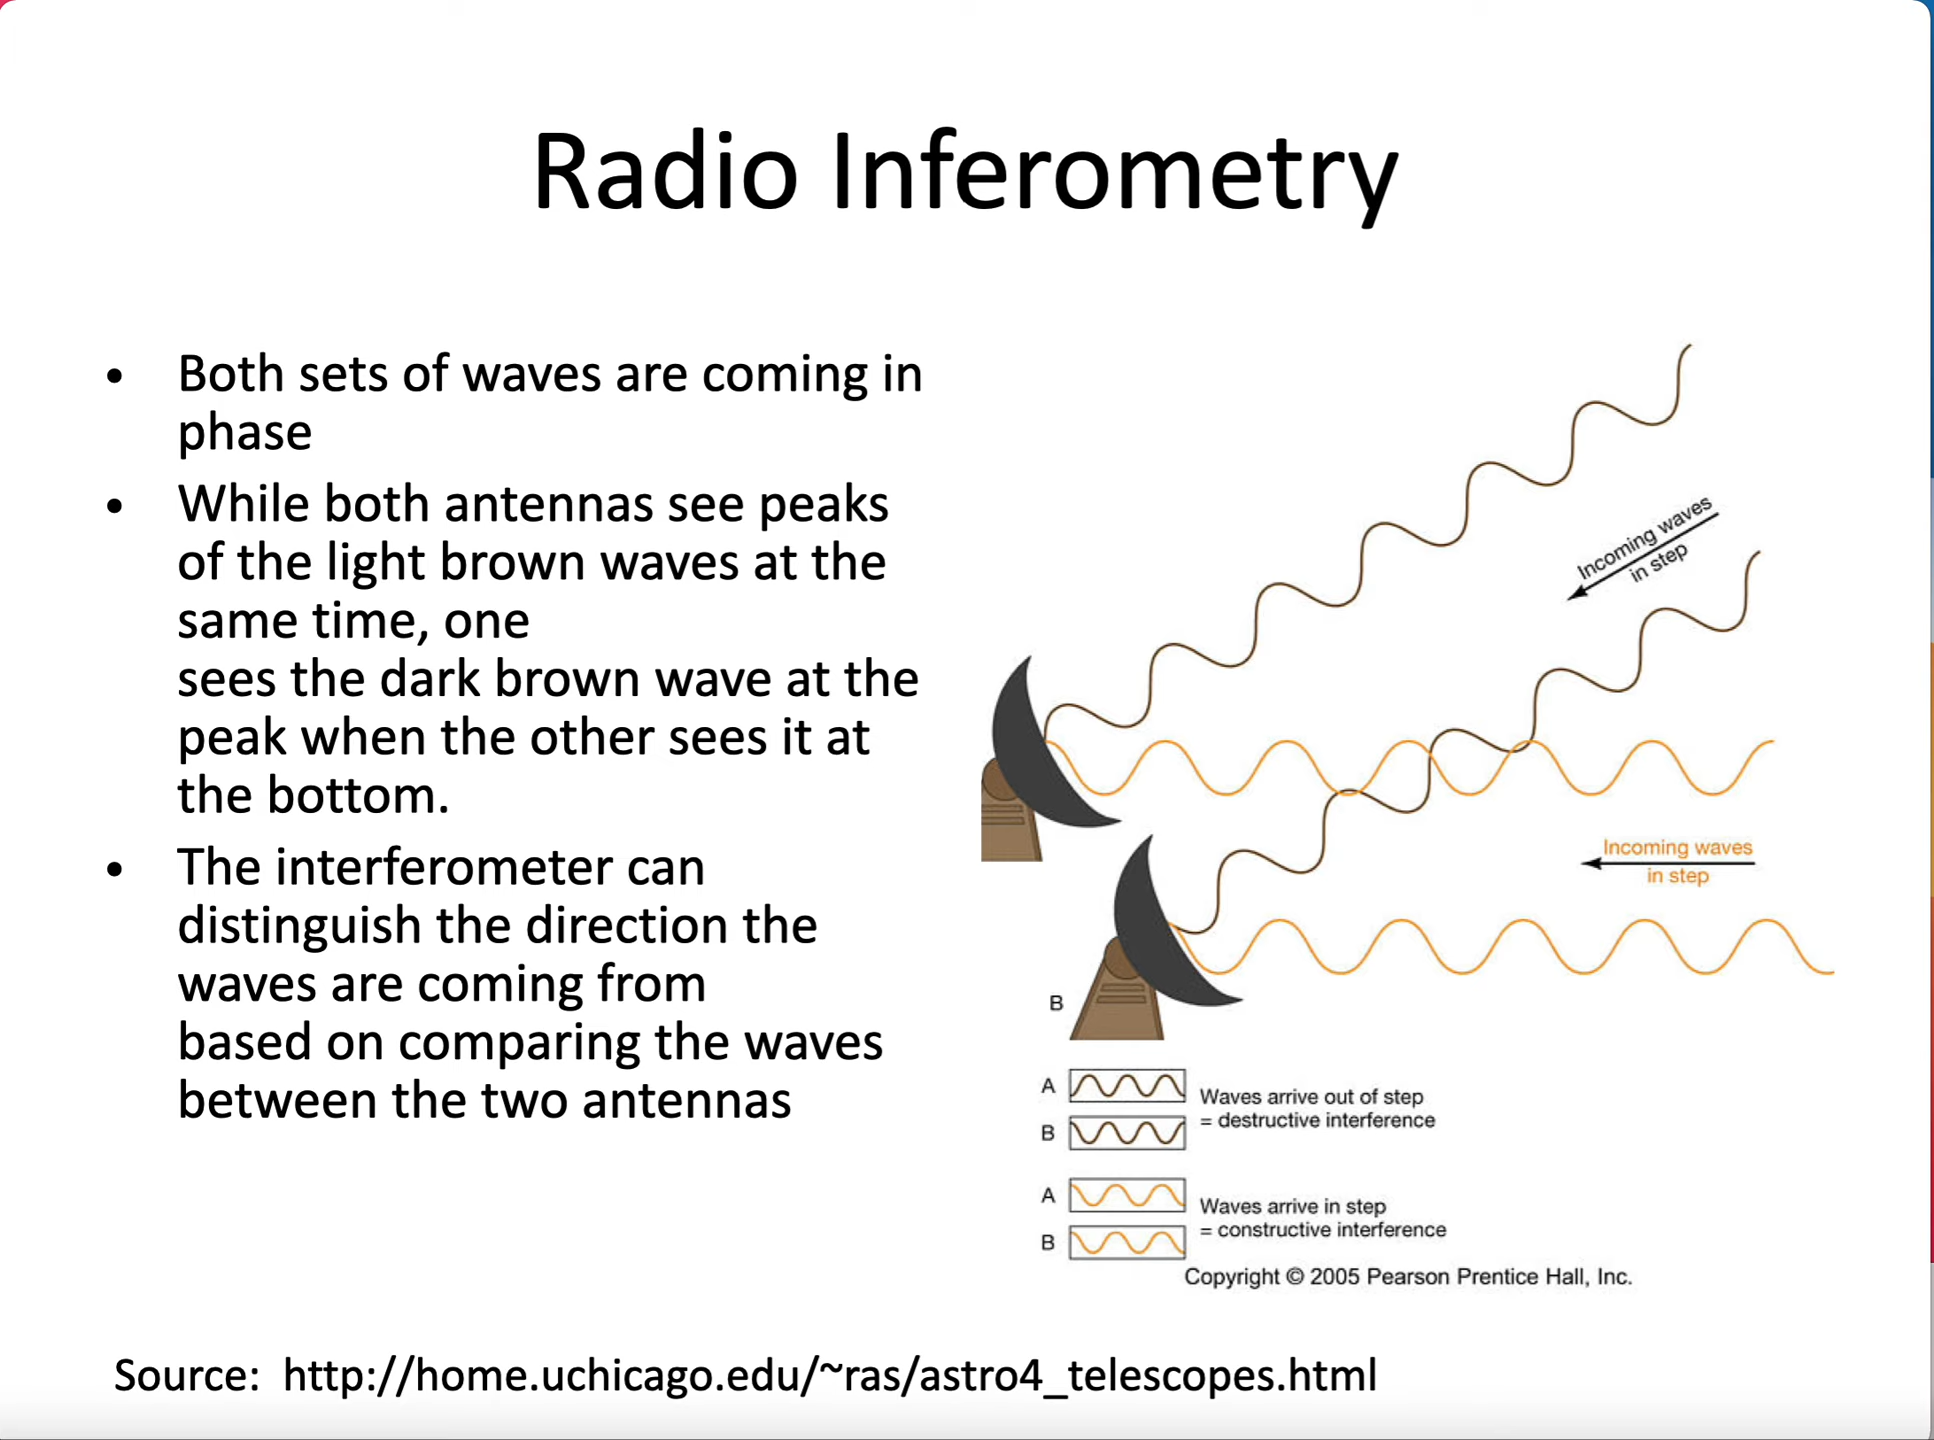 Radio Inferometry
• Both sets of waves are coming in
phase
• While both antennas see peaks
of the light brown waves at the
same time, one
sees the dark brown wave at the
peak when the other sees it at
the bottom.
• The interferometer can
distinguish the direction the
waves are coming from
based on comparing the waves
between the two antennas
Incoming waves
in step
Incoming waves
in step
B
A
Waves arrive out of step
B
= destructive interference
A
Waves arrive in step
B
= constructive interference
Copyright © 2005 Pearson Prentice Hall, Inc.
Source: http://home.uchicago.edu/~ras/astro4_telescopes.html